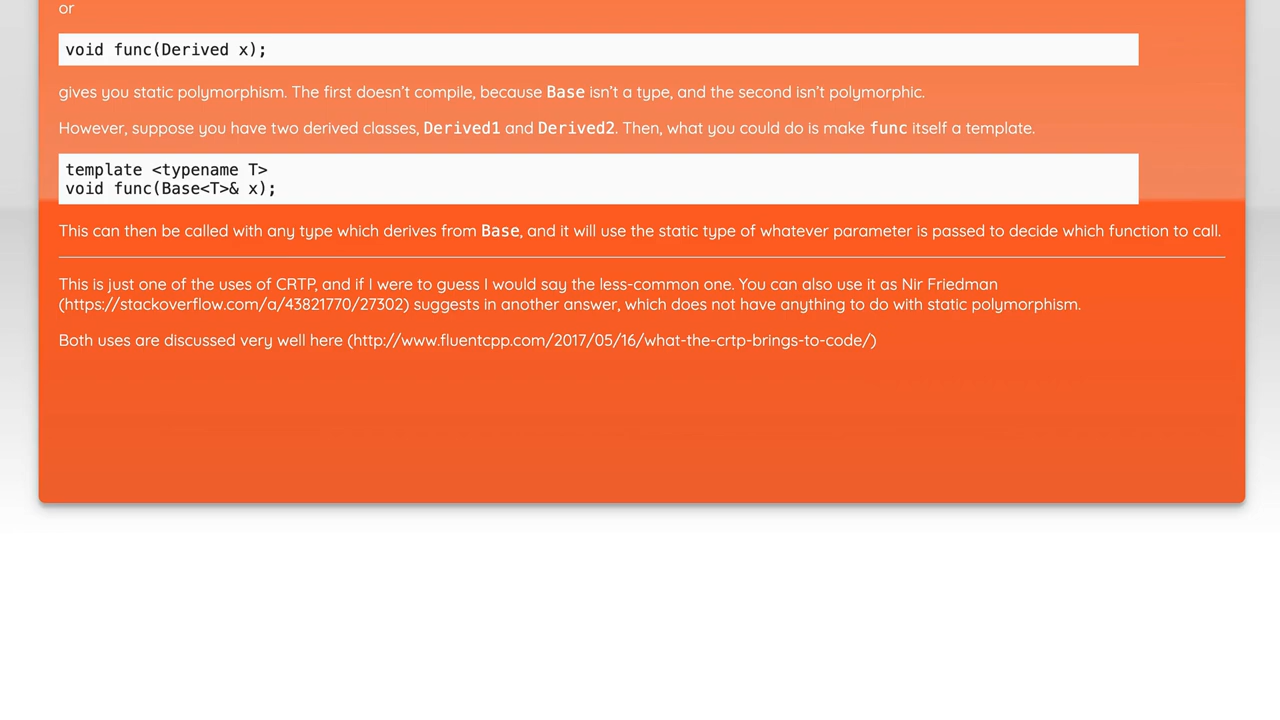 or
void func(Derived x);
gives you static polymorphism. The first doesn't compile, because Base isn't a type, and the second isn't polymorphic.
However, suppose you have two derived classes, Derived1 and Derived2. Then, what you could do is make func itself a template.
template <typename T>
void func(Base<T>& x);
This can then be called with any type which derives from Base, and it will use the static type of whatever parameter is passed to decide which function to call.
This is just one of the uses of CRTP, and if I were to guess I would say the less-common one. You can also use it as Nir Friedman
(https://stackoverflow.com/a/43821770/27302) suggests in another answer, which does not have anything to do with static polymorphism.
Both uses are discussed very well here (http://www.fluentcpp.com/2017/05/16/what-the-crtp-brings-to-code/)